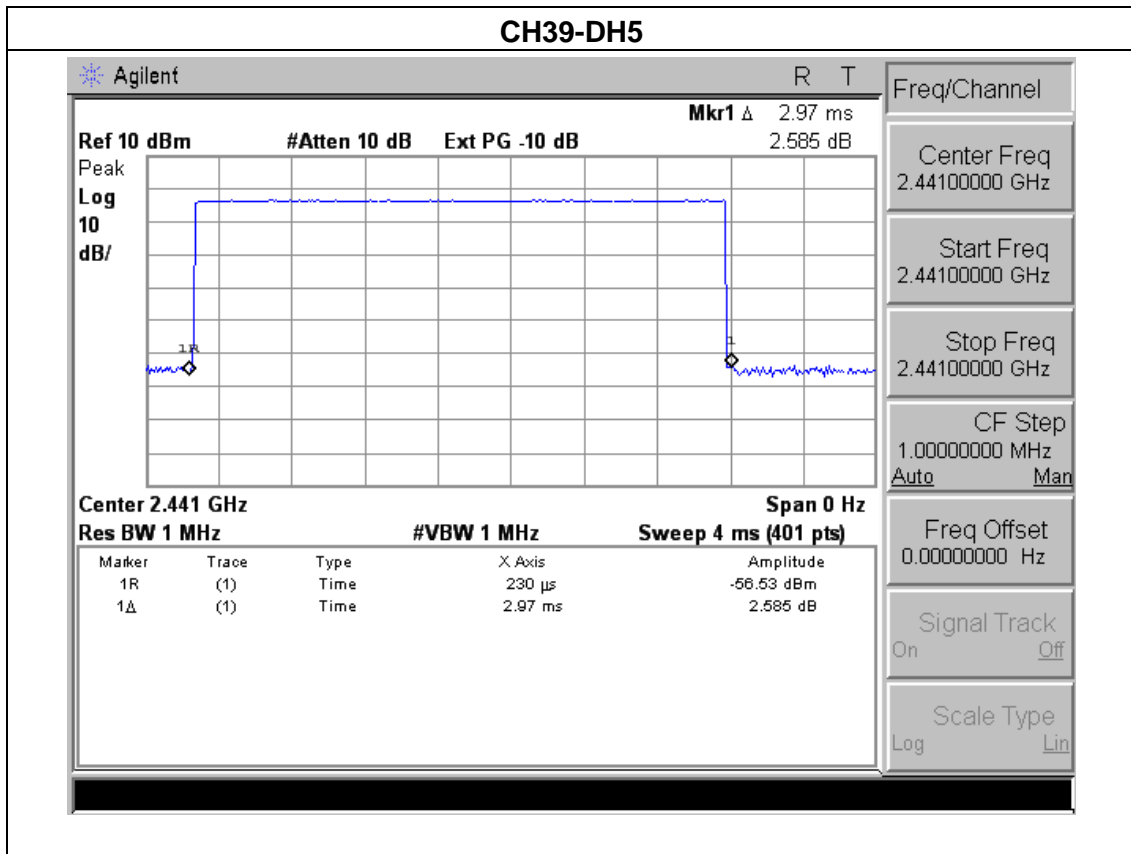 CH39-DH5
Agilent R T
Mkr1 Δ 2.97 ms
Ref 10 dBm #Atten 10 dB Ext PG -10 dB 2.585 dB
Peak
Log
10
dB/
1R
1
Center 2.441 GHz Span 0 Hz
Res BW 1 MHz #VBW 1 MHz Sweep 4 ms (401 pts)
Marker Trace Type X Axis Amplitude
1R (1) Time 230 µs -56.53 dBm
1Δ (1) Time 2.97 ms 2.585 dB
Freq/Channel
Center Freq
2.44100000 GHz
Start Freq
2.44100000 GHz
Stop Freq
2.44100000 GHz
CF Step
1.00000000 MHz
Auto Man
Freq Offset
0.00000000 Hz
Signal Track
On Off
Scale Type
Log Lin